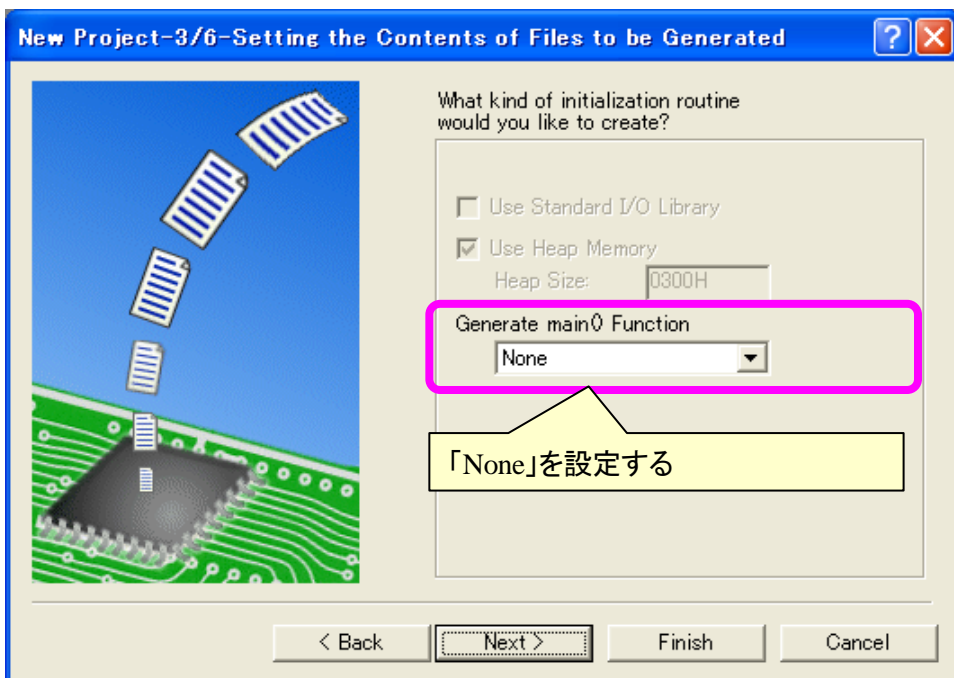 New Project-3/6-Setting the Contents of Files to be Generated
What kind of initialization routine
would you like to create?
Use Standard I/O Library
Use Heap Memory
Heap Size: 0300H
Generate main() Function
None
「None」を設定する
< Back Next > Finish Cancel